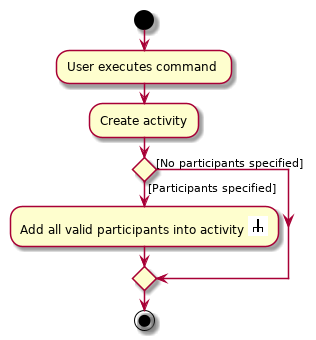 User executes command
Create activity
[No participants specified]
[Participants specified]
Add all valid participants into activity